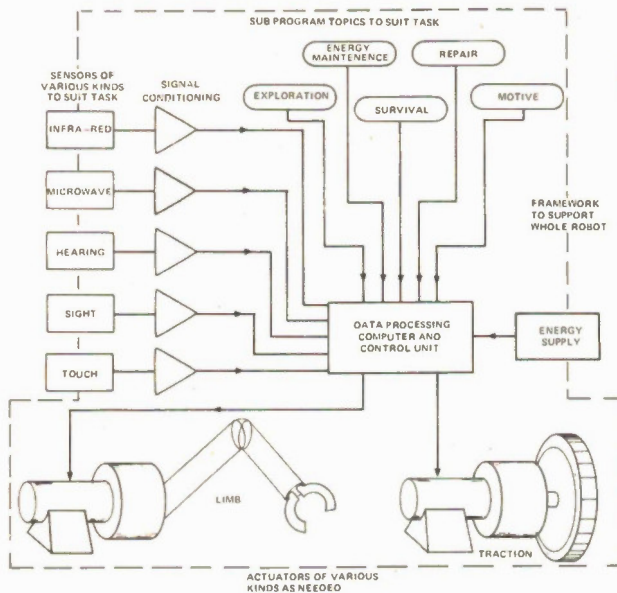 SUB PROGRAM TOPICS TO SUIT TASK
SENSORS OF
VARIOUS KINDS
TO SUIT TASK
SIGNAL
CONDITIONING
ENERGY
MAINTENENCE
REPAIR
EXPLORATION
SURVIVAL
MOTIVE
INFRA-RED
MICROWAVE
HEARING
SIGHT
TOUCH
FRAMEWORK
TO SUPPORT
WHOLE ROBOT
DATA PROCESSING
COMPUTER AND
CONTROL UNIT
ENERGY
SUPPLY
LIMB
TRACTION
ACTUATORS OF VARIOUS
KINDS AS NEEDED